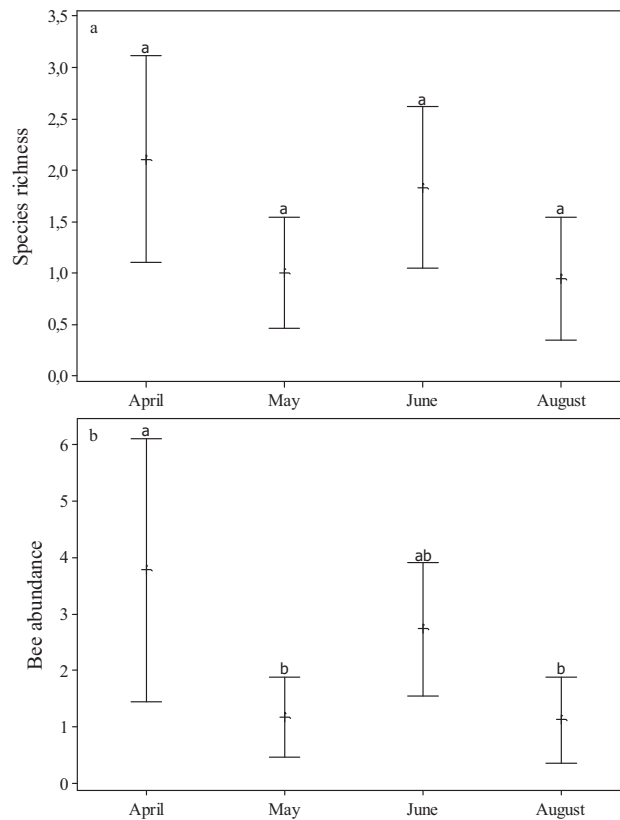 3,5
a
a
3,0
a
2,5
2,0
a
a
1,5
1,0
0,5
0,0
Species richness
April May June August
b
a
6
5
4
ab
3
2
b
b
1
0
Bee abundance
April May June August